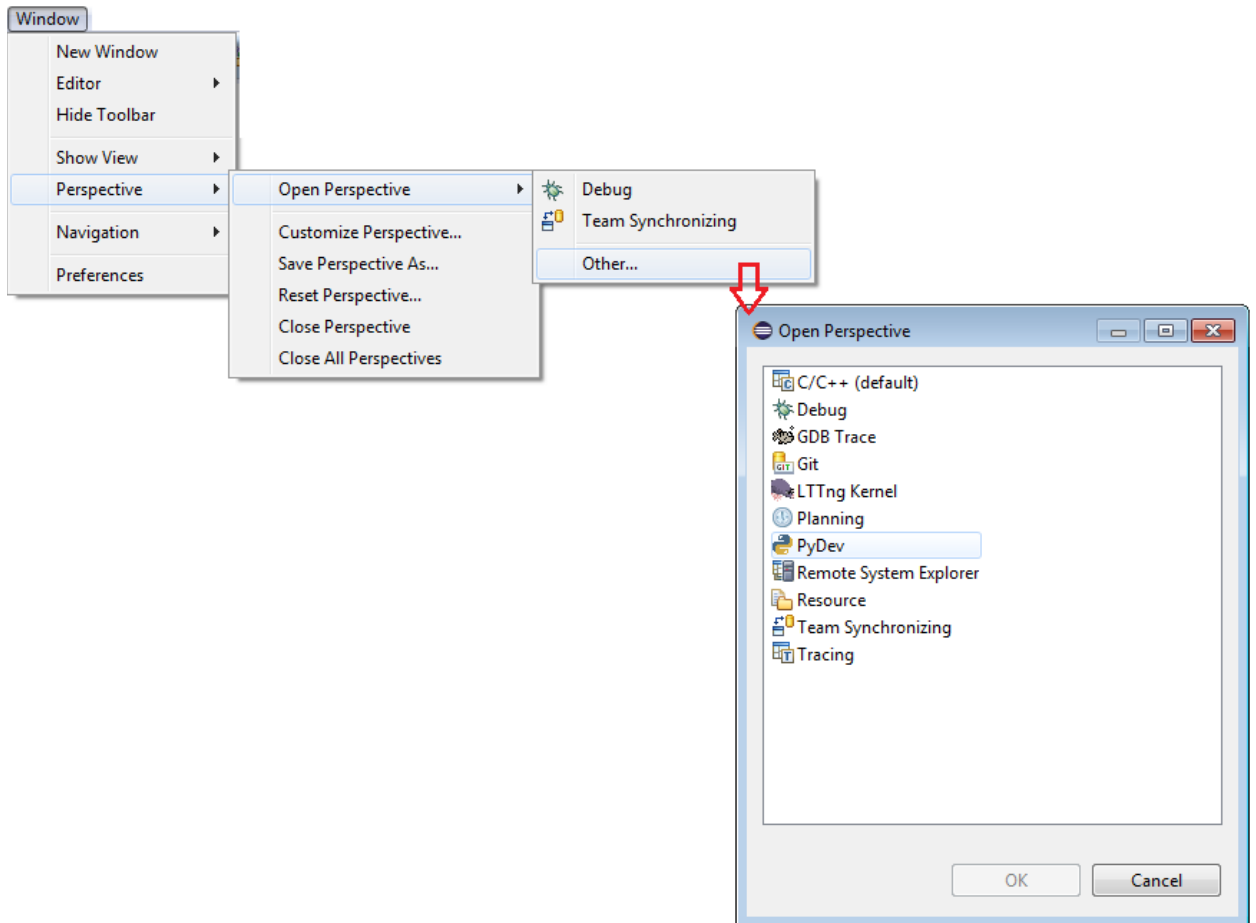 Window
New Window
Editor
Hide Toolbar
Show View
Perspective
Navigation
Preferences
Open Perspective
Customize Perspective...
Save Perspective As...
Reset Perspective...
Close Perspective
Close All Perspectives
Debug
Team Synchronizing
Other...
Open Perspective
C/C++ (default)
Debug
GDB Trace
GIT Git
LTTng Kernel
Planning
PyDev
Remote System Explorer
Resource
Team Synchronizing
Tracing
OK Cancel